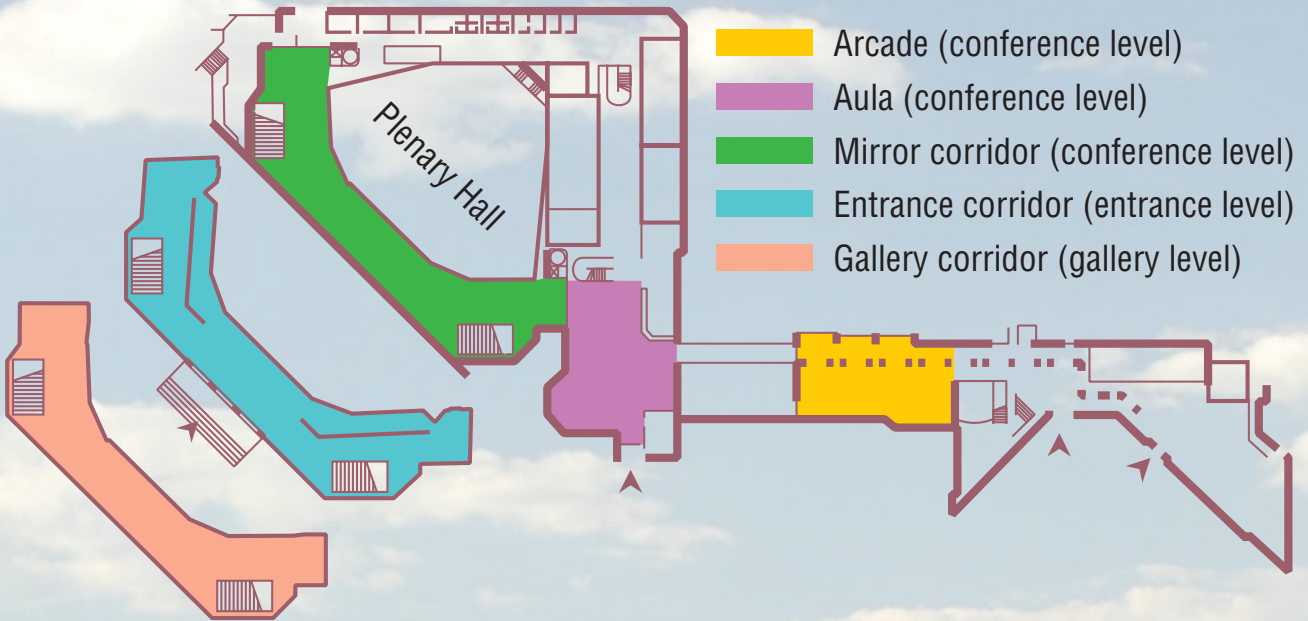 Plenary Hall
Arcade (conference level)
Aula (conference level)
Mirror corridor (conference level)
Entrance corridor (entrance level)
Gallery corridor (gallery level)